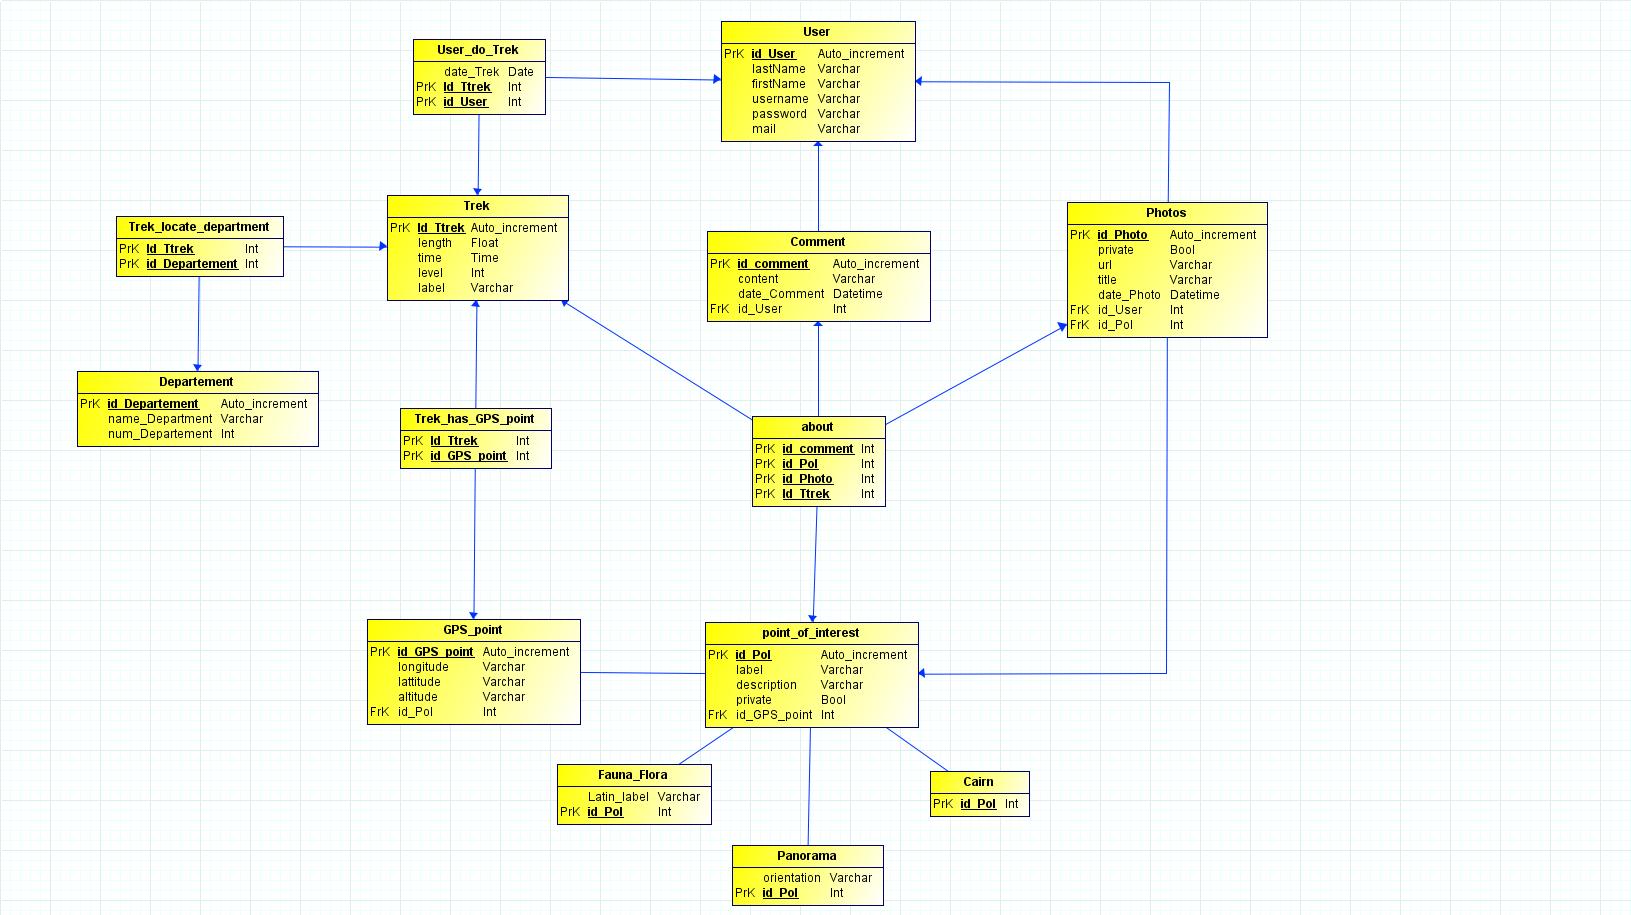 User_do_Trek
date_Trek Date
PrK Id_Ttrek Int
PrK id_User Int
User
PrK id_User Auto_increment
lastName Varchar
firstName Varchar
username Varchar
password Varchar
mail Varchar
Trek_locate_department
PrK Id_Ttrek Int
PrK id_Departement Int
Trek
PrK Id_Ttrek Auto_increment
length Float
time Time
level Int
label Varchar
Comment
PrK id_comment Auto_increment
content Varchar
date_Comment Datetime
FrK id_User Int
Photos
PrK id_Photo Auto_increment
private Bool
url Varchar
title Varchar
date_Photo Datetime
FrK id_User Int
FrK id_PoI Int
Departement
PrK id_Departement Auto_increment
name_Department Varchar
num_Departement Int
Trek_has_GPS_point
PrK Id_Ttrek Int
PrK id_GPS_point Int
about
PrK id_comment Int
PrK id_PoI Int
PrK id_Photo Int
PrK Id_Ttrek Int
GPS_point
PrK id_GPS_point Auto_increment
longitude Varchar
lattitude Varchar
altitude Varchar
FrK id_PoI Int
point_of_interest
PrK id_PoI Auto_increment
label Varchar
description Varchar
private Bool
FrK id_GPS_point Int
Fauna_Flora
Latin_label Varchar
PrK id_PoI Int
Cairn
PrK id_PoI Int
Panorama
orientation Varchar
PrK id_PoI Int